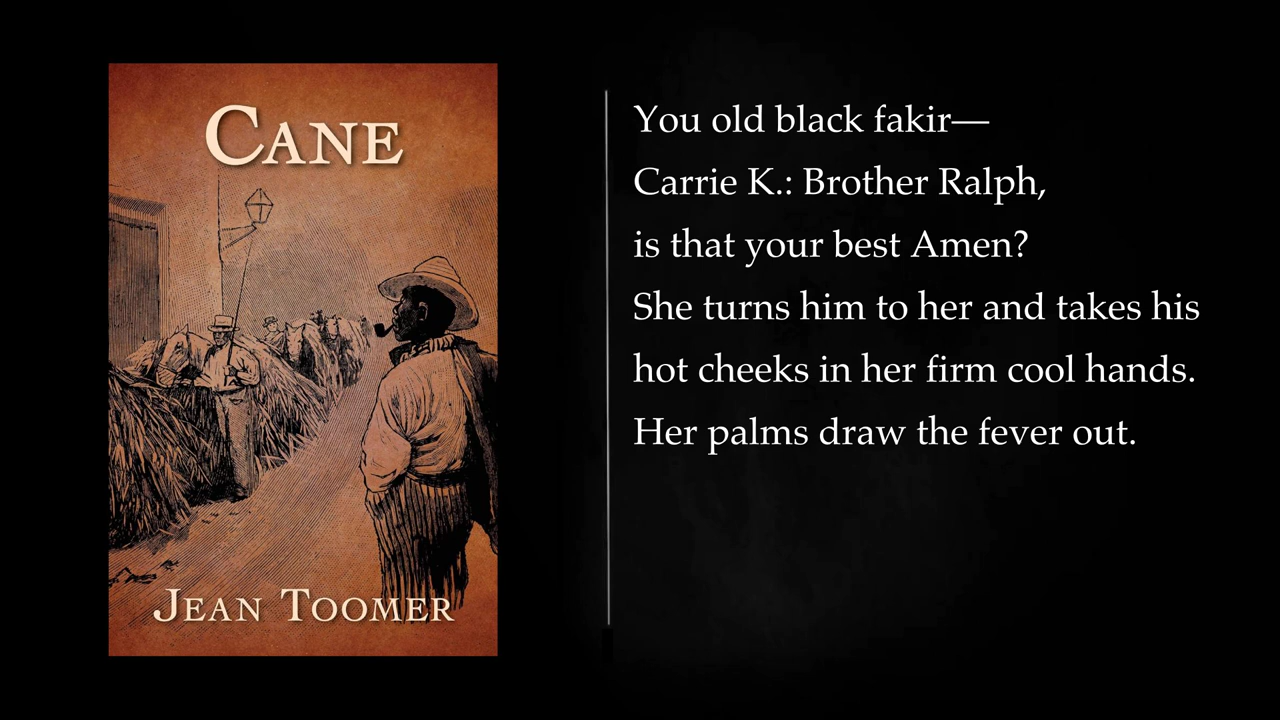 CANE
JEAN TOOMER
You old black fakir—
Carrie K.: Brother Ralph,
is that your best Amen?
She turns him to her and takes his
hot cheeks in her firm cool hands.
Her palms draw the fever out.